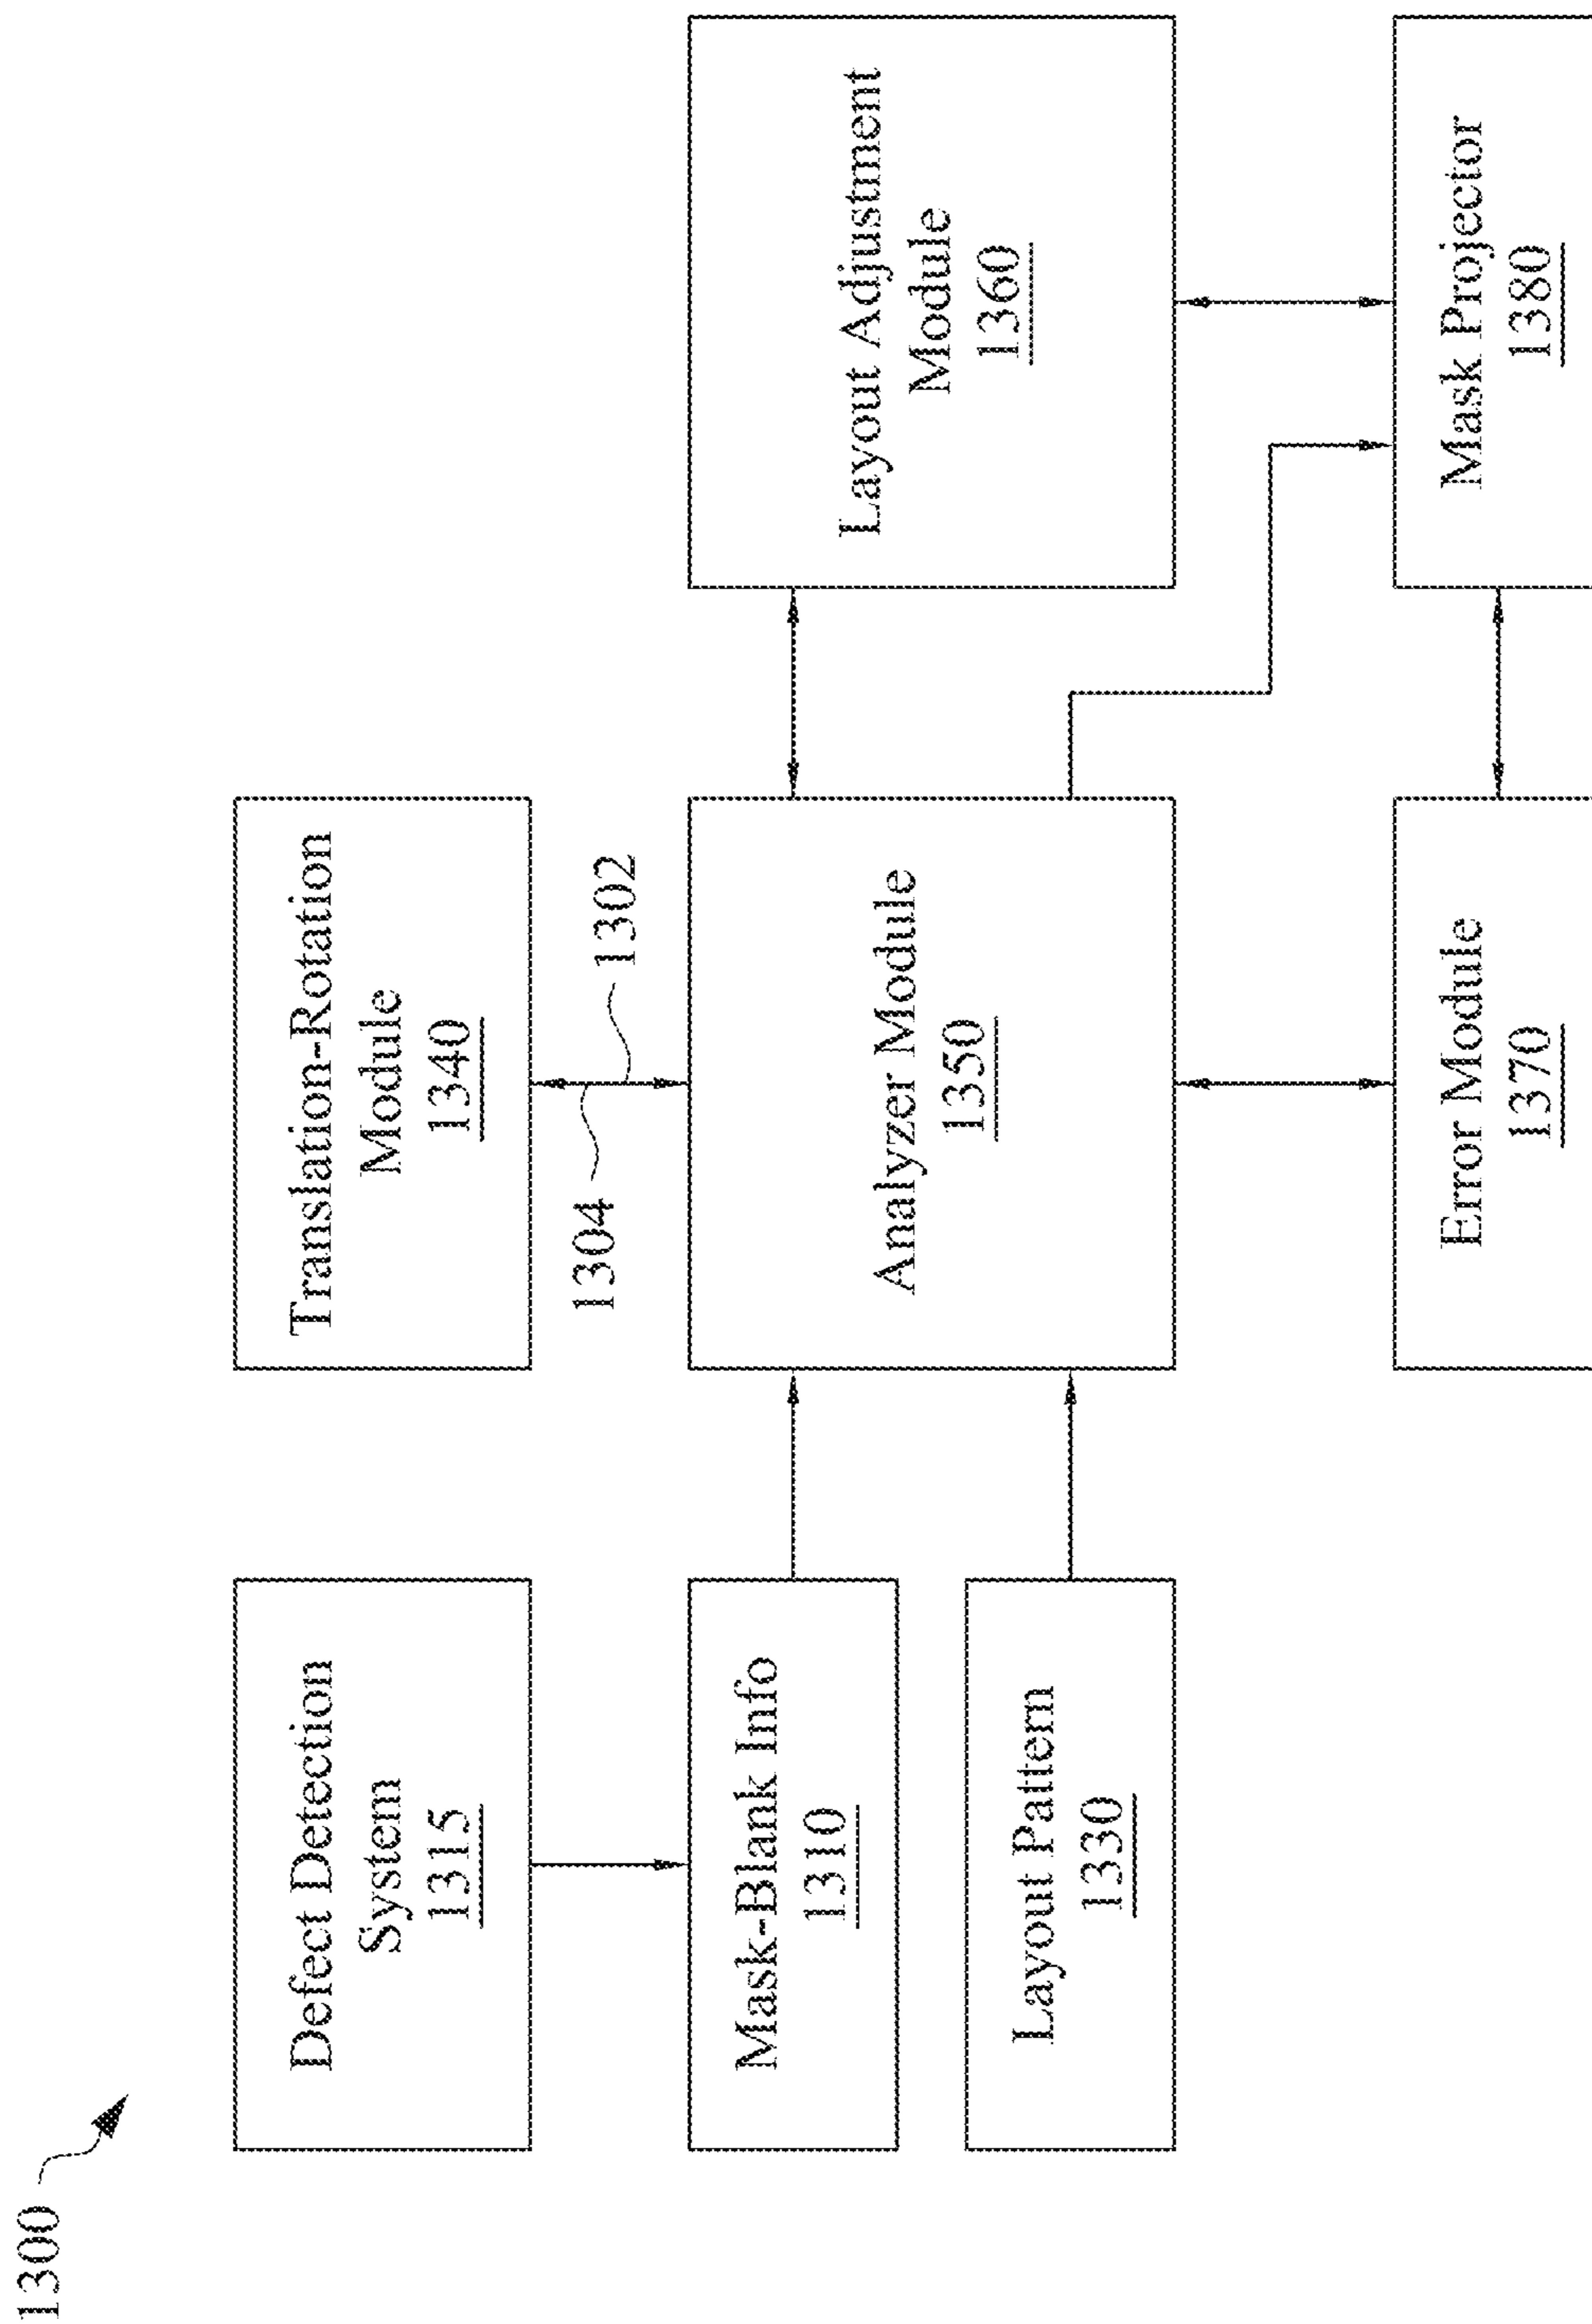 1300
Defect Detection
System
1315
Translation-Rotation
Module
1340
1304
1302
Mask-Blank Info
1310
Layout Pattern
1330
Analyzer Module
1350
Layout Adjustment
Module
1360
Error Module
1370
Mask Projector
1380